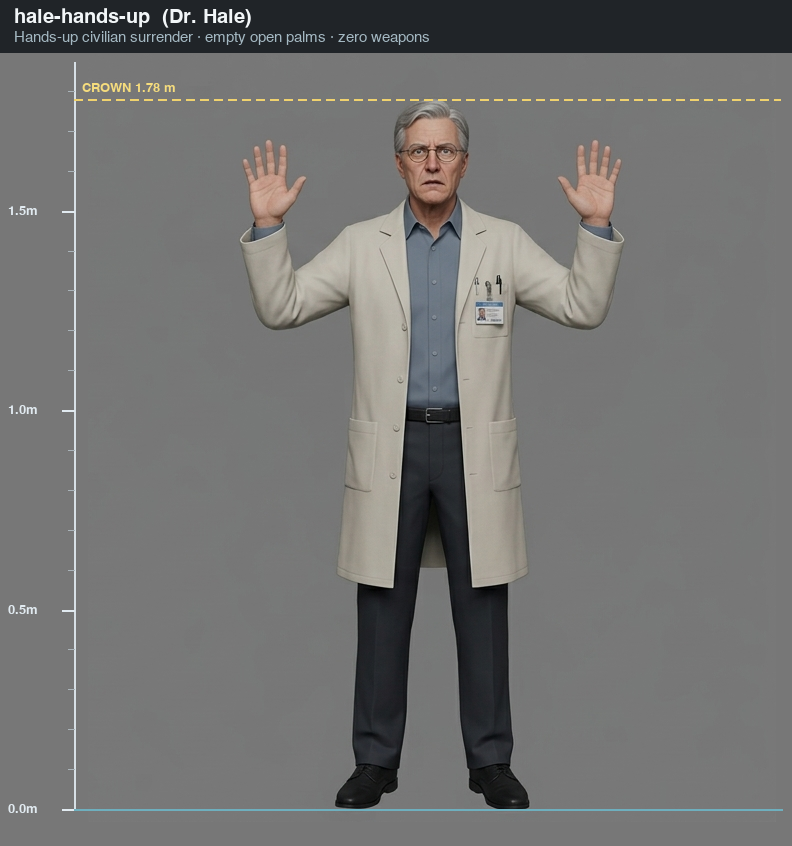 hale-hands-up (Dr. Hale)
Hands-up civilian surrender · empty open palms · zero weapons
CROWN 1.78 m
1.5m
1.0m
0.5m
0.0m